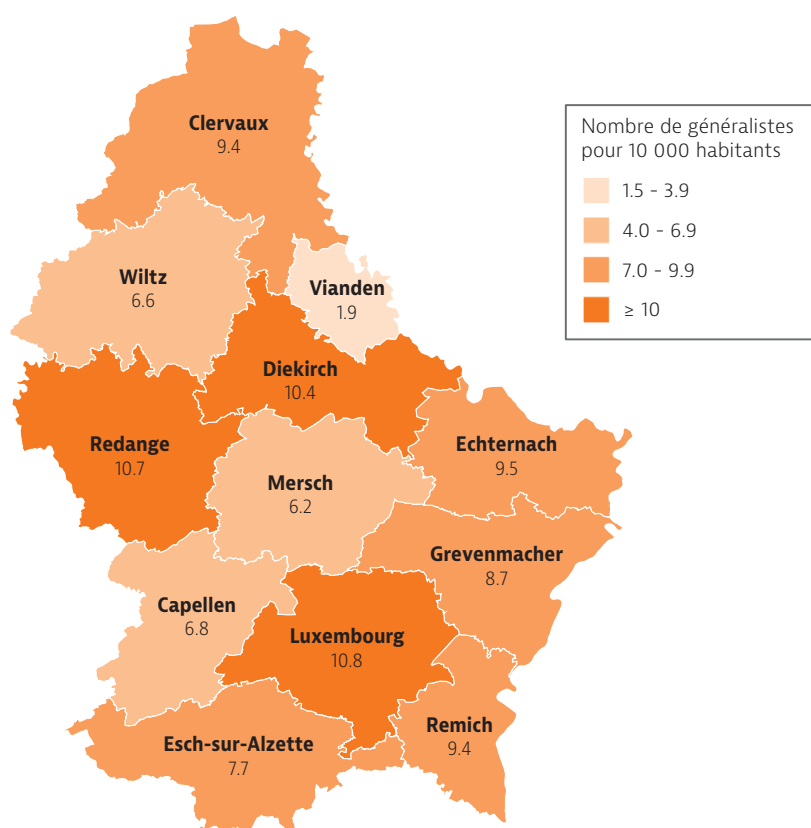 Clervaux
9.4
Nombre de généralistes
pour 10 000 habitants
1.5 - 3.9
4.0 - 6.9
7.0 - 9.9
≥ 10
Wiltz
6.6
Vianden
1.9
Diekirch
10.4
Redange
10.7
Echternach
9.5
Mersch
6.2
Grevenmacher
8.7
Capellen
6.8
Luxembourg
10.8
Remich
9.4
Esch-sur-Alzette
7.7